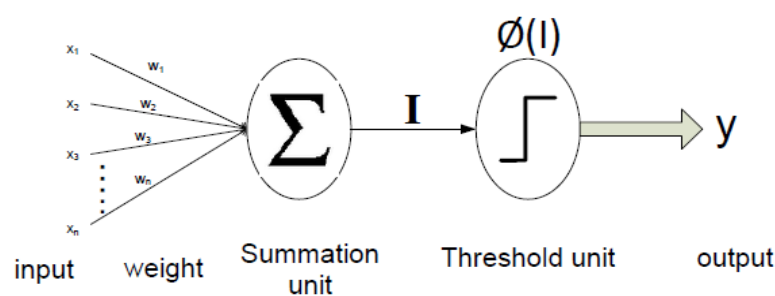 Ø(I)
x₁
w₁
x₂
w₂
Σ
I
y
x₃
w₃
wₙ
xₙ
input
weight
Summation
unit
Threshold unit
output